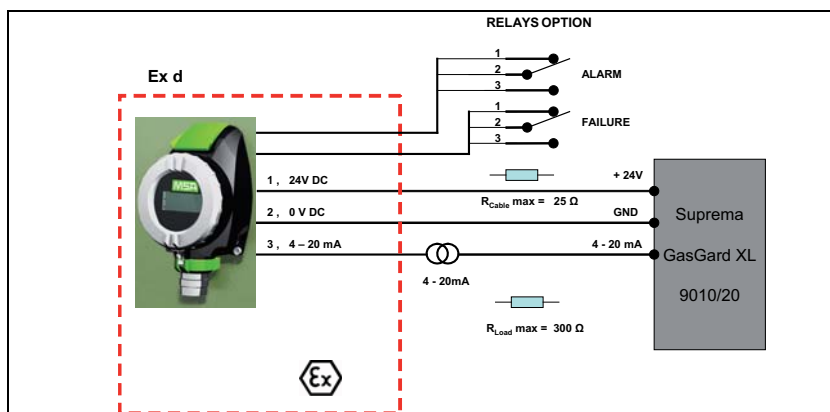 RELAYS OPTION
Ex d
1
2
3
ALARM
1
2
3
FAILURE
MSA
1 , 24V DC
+ 24V
RCable max = 25 Ω
2 , 0 V DC
GND
Suprema
3 , 4 – 20 mA
4 - 20 mA
GasGard XL
4 - 20mA
9010/20
RLoad max = 300 Ω
Ex